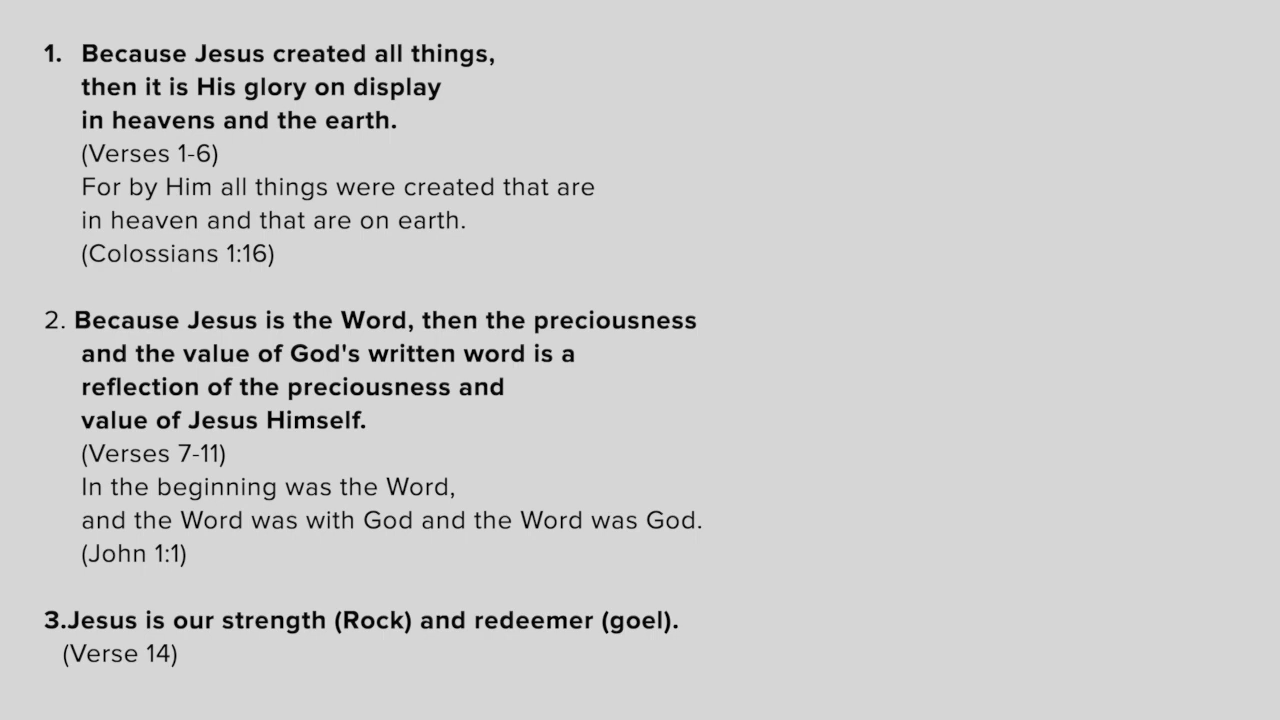 1. Because Jesus created all things,
then it is His glory on display
in heavens and the earth.
(Verses 1-6)
For by Him all things were created that are
in heaven and that are on earth.
(Colossians 1:16)
2. Because Jesus is the Word, then the preciousness
and the value of God's written word is a
reflection of the preciousness and
value of Jesus Himself.
(Verses 7-11)
In the beginning was the Word,
and the Word was with God and the Word was God.
(John 1:1)
3.Jesus is our strength (Rock) and redeemer (goel).
(Verse 14)